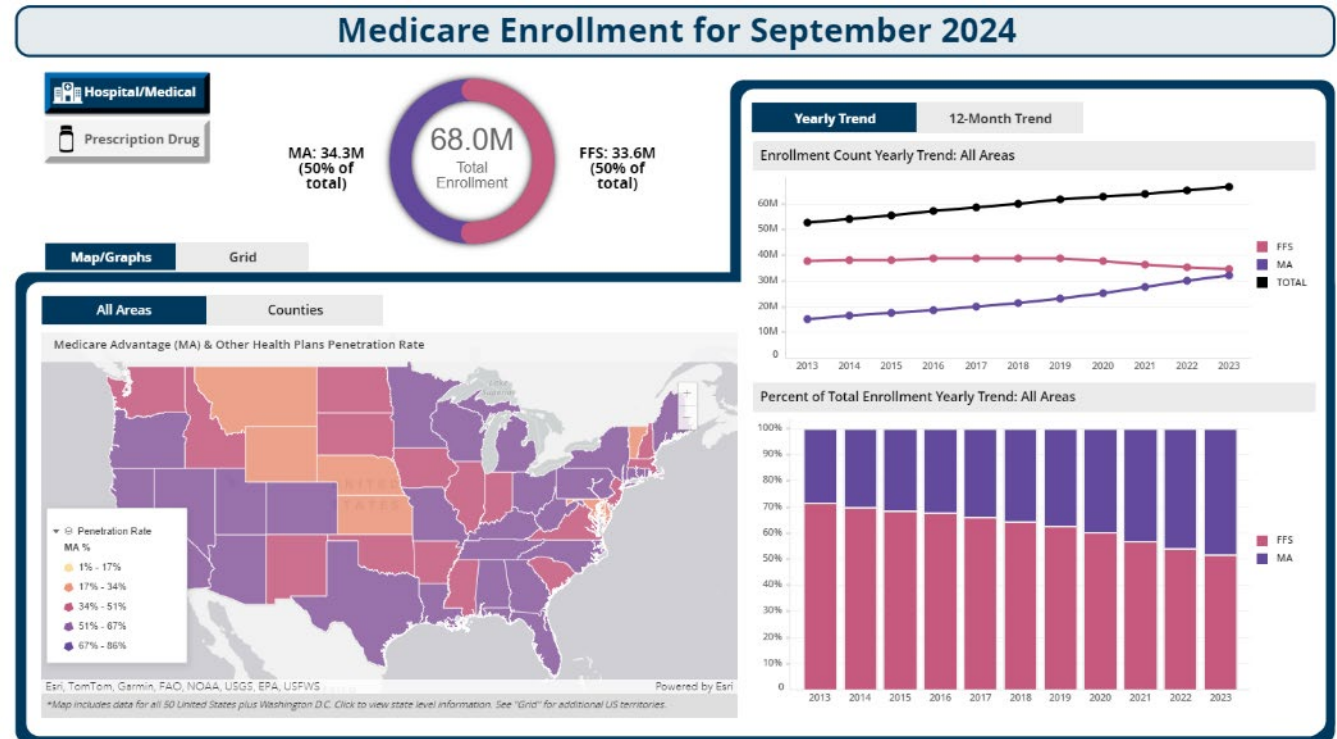 Medicare Enrollment for September 2024
Hospital/Medical
Prescription Drug
MA: 34.3M
(50% of
total)
68.0M
Total
Enrollment
FFS: 33.6M
(50% of
total)
Map/Graphs
Grid
All Areas
Counties
Medicare Advantage (MA) & Other Health Plans Penetration Rate
UNITED
STATES
Penetration Rate
MA %
1% - 17%
17% - 34%
34% - 51%
51% - 67%
67% - 86%
Esri, TomTom, Garmin, FAO, NOAA, USGS, EPA, USFWS
Powered by Esri
*Map includes data for all 50 United States plus Washington D.C. Click to view state level information. See "Grid" for additional US territories.
Yearly Trend
12-Month Trend
Enrollment Count Yearly Trend: All Areas
60M
50M
40M
30M
20M
10M
0
2013 2014 2015 2016 2017 2018 2019 2020 2021 2022 2023
FFS
MA
TOTAL
Percent of Total Enrollment Yearly Trend: All Areas
100%
90%
80%
70%
60%
50%
40%
30%
20%
10%
0
2013 2014 2015 2016 2017 2018 2019 2020 2021 2022 2023
FFS
MA